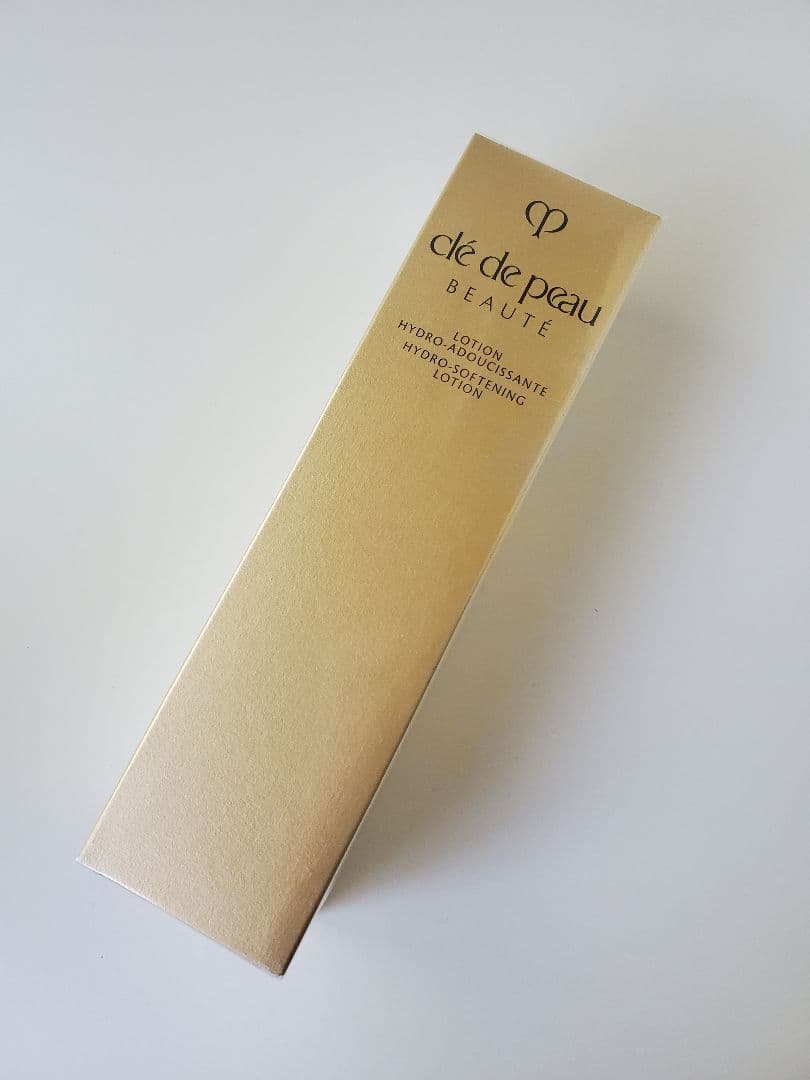 clé de peau
BEAUTÉ
LOTION
HYDRO-ADOUCISSANTE
HYDRO-SOFTENING
LOTION